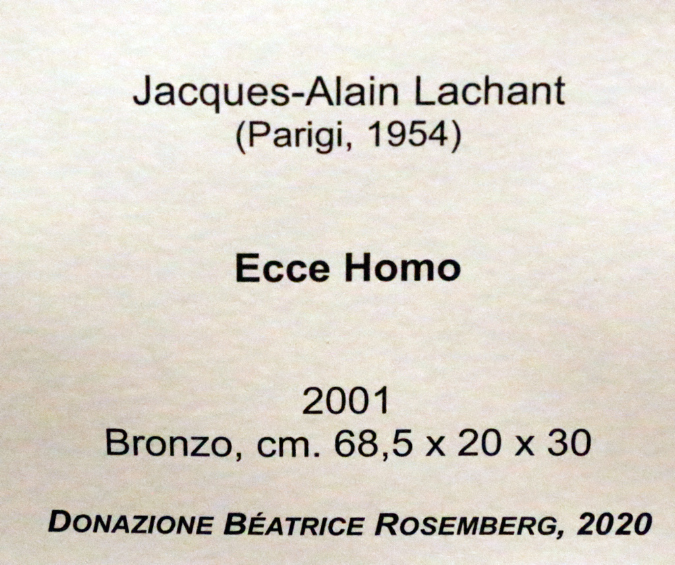 Jacques-Alain Lachant
(Parigi, 1954)
Ecce Homo
2001
Bronzo, cm. 68,5 x 20 x 30
DONAZIONE BÉATRICE ROSEMBERG, 2020